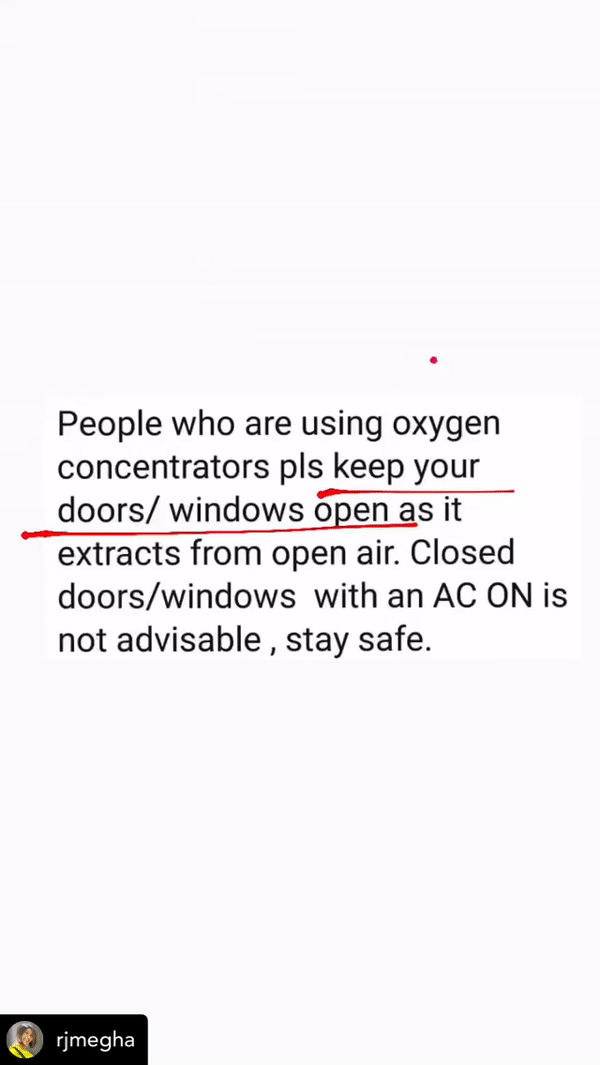 People who are using oxygen
concentrators pls keep your
doors/ windows open as it
extracts from open air. Closed
doors/windows  with an AC ON is
not advisable , stay safe.
rjmegha